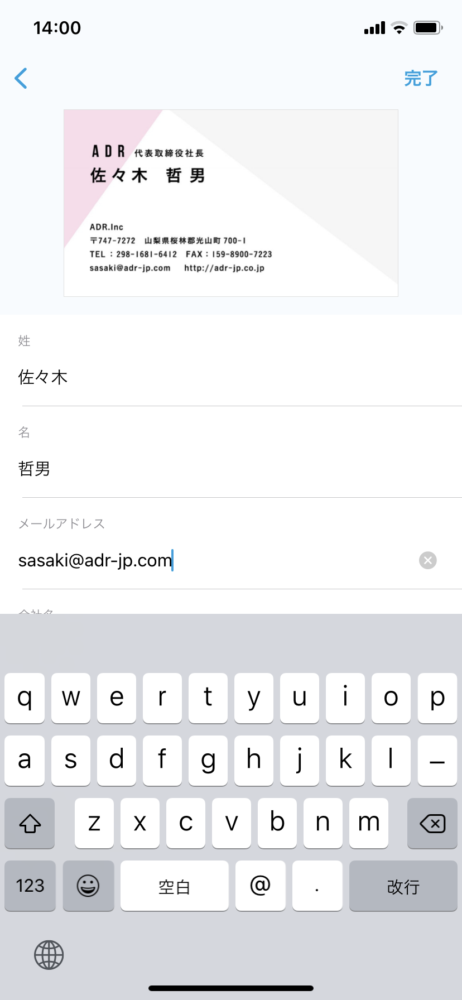 14:00
完了
ADR 代表取締役社長
佐々木 哲男
ADR.Inc
〒747-7272 山梨県桜林郡光山町 700-1
TEL : 298-1681-6412 FAX : 159-8900-7223
sasaki@adr-jp.com http://adr-jp.co.jp
姓
佐々木
名
哲男
メールアドレス
sasaki@adr-jp.com
会社名
q w e r t y u i o p
a s d f g h j k l –
z x c v b n m
123 空白 @ . 改行